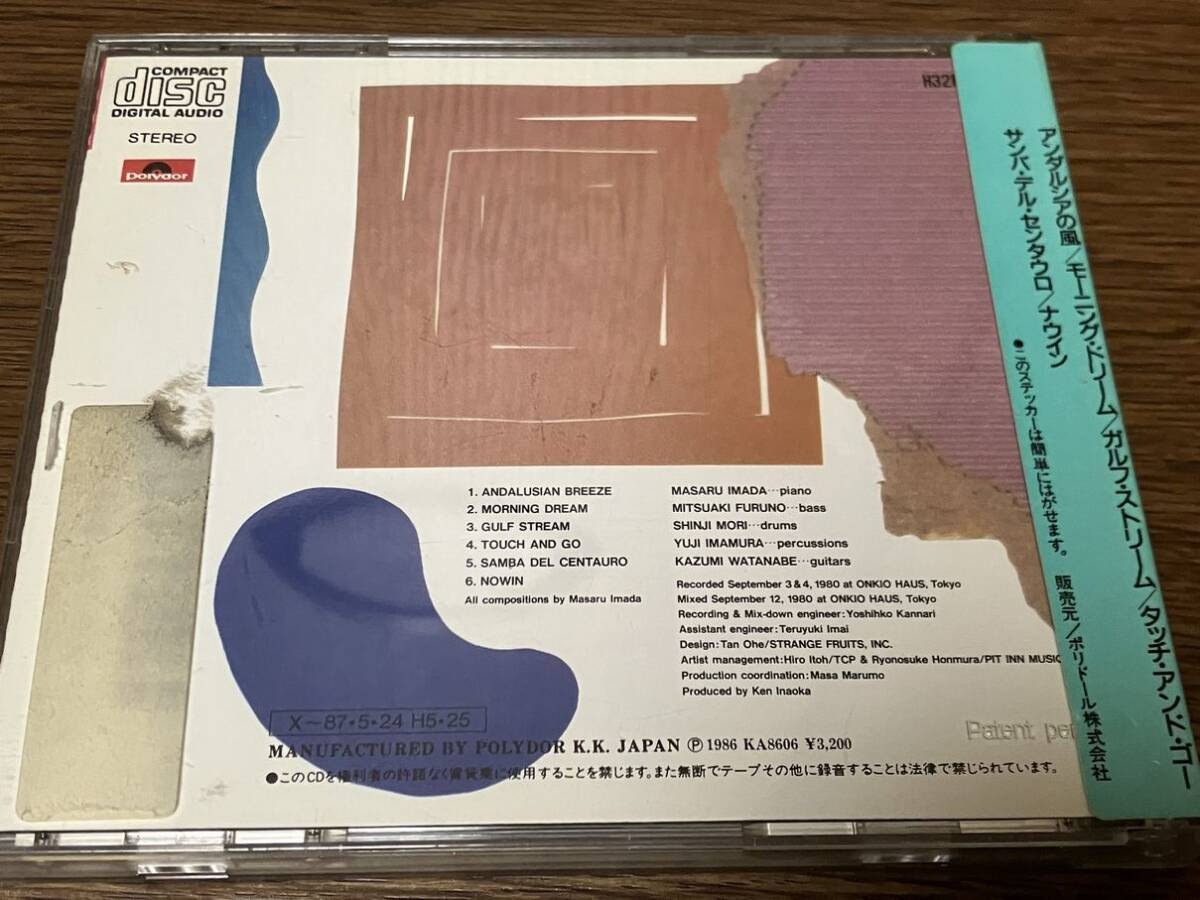 COMPACT
disc
DIGITAL AUDIO
STEREO
Polydor
1. ANDALUSIAN BREEZE
2. MORNING DREAM
3. GULF STREAM
4. TOUCH AND GO
5. SAMBA DEL CENTAURO
6. NOWIN
All compositions by Masaru Imada
MASARU IMADA…piano
MITSUAKI FURUNO…bass
SHINJI MORI…drums
YUJI IMAMURA…percussions
KAZUMI WATANABE…guitars
Recorded September 3 & 4, 1980 at ONKIO HAUS, Tokyo
Mixed September 12, 1980 at ONKIO HAUS, Tokyo
Recording & Mix-down engineer: Yoshihko Kannari
Assistant engineer: Teruyuki Imai
Design: Tan Ohe/STRANGE FRUITS, INC.
Artist management: Hiro Itoh/TCP & Ryonosuke Honmura/PIT INN MUSIC
Production coordination: Masa Marumo
Produced by Ken Inaoka
X〜87・5・24 H5・25
MANUFACTURED BY POLYDOR K.K. JAPAN Ⓟ 1986 KA8606 ¥3,200
●このCDを権利者の許諾なく賃貸業に使用することを禁じます。また無断でテープその他に録音することは法律で禁じられています。
Patent
アンダルシアの風/モーニング・ドリーム/ガルフ・ストリーム/タッチ・アンド・ゴー
サンバ・デル・センタウロ/ナウイン
●このステッカーは簡単にはがせます。 販売元/ポリドール株式会社